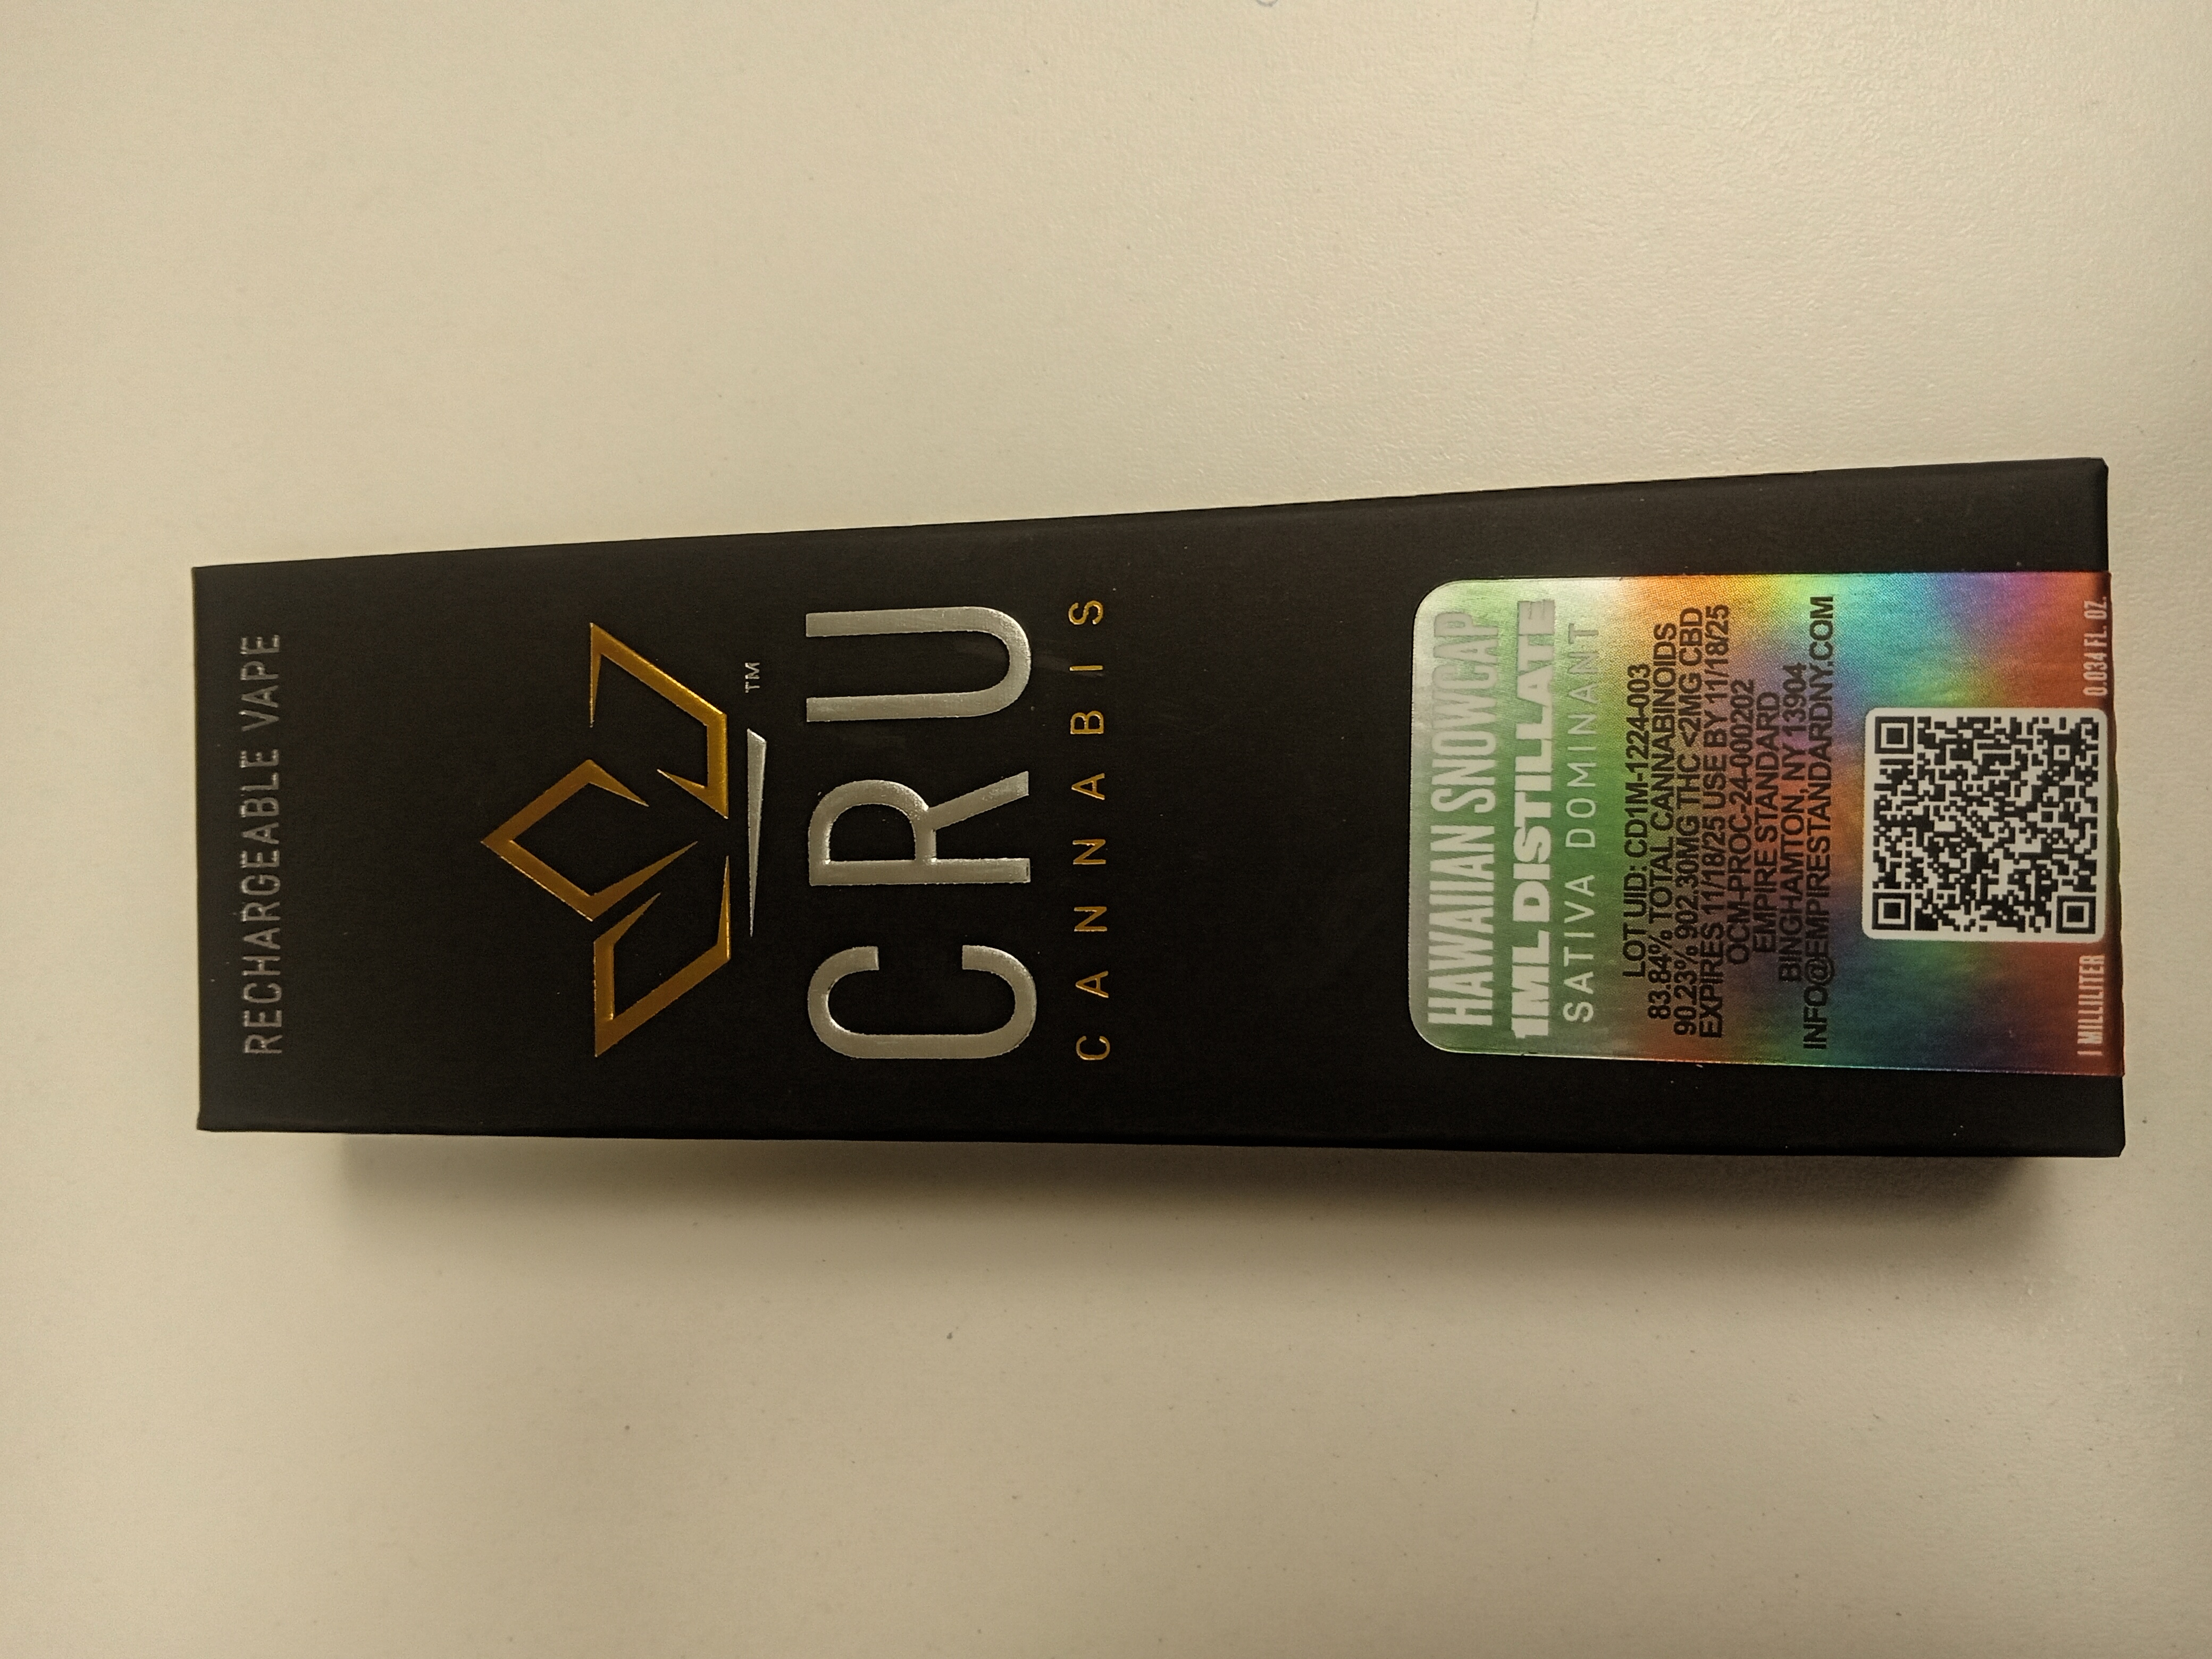 RECHARGEABLE VAPE
TM
CRU
CANNABIS
HAWAIIAN SNOWCAP
1ML DISTILLATE
SATIVA DOMINANT
LOT UID: CD1M-1224-003
83.84% TOTAL CANNABINOIDS
90.23% 902.30MG THC <2MG CBD
EXPIRES 11/18/25 USE BY 11/18/25
OCM-PROC-24-000202
EMPIRE STANDARD
BINGHAMTON, NY 13904
INFO@EMPIRESTANDARDNY.COM
1 MILLILITER 0.034 FL. OZ.